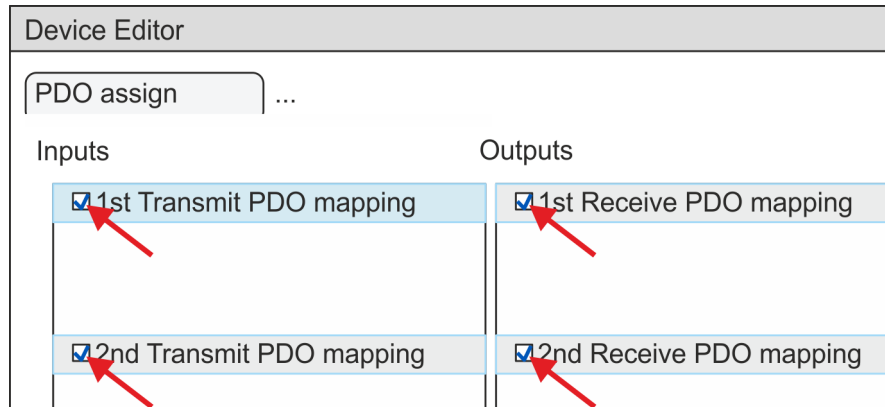 Device Editor
PDO assign ...
Inputs Outputs
1st Transmit PDO mapping 1st Receive PDO mapping
2nd Transmit PDO mapping 2nd Receive PDO mapping